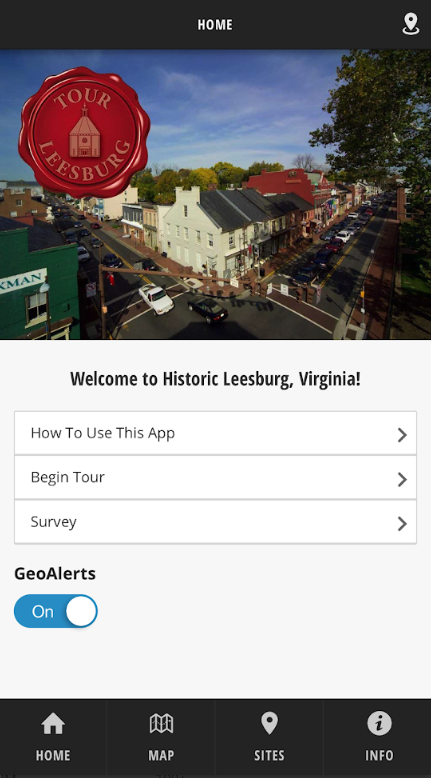 HOME
TOUR
LEESBURG
KMAN
Welcome to Historic Leesburg, Virginia!
How To Use This App
Begin Tour
Survey
GeoAlerts
On
HOME
MAP
SITES
INFO